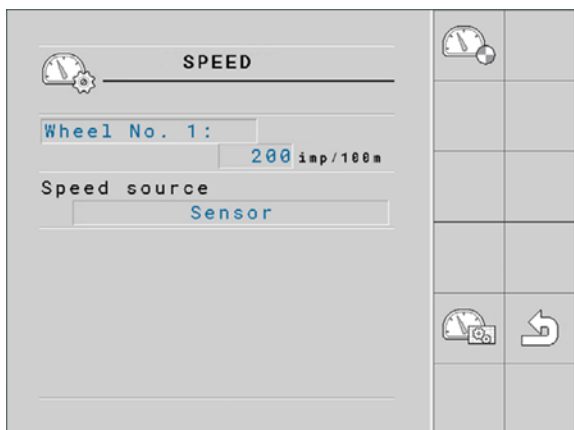 SPEED
Wheel No. 1:
200 imp/100m
Speed source
Sensor